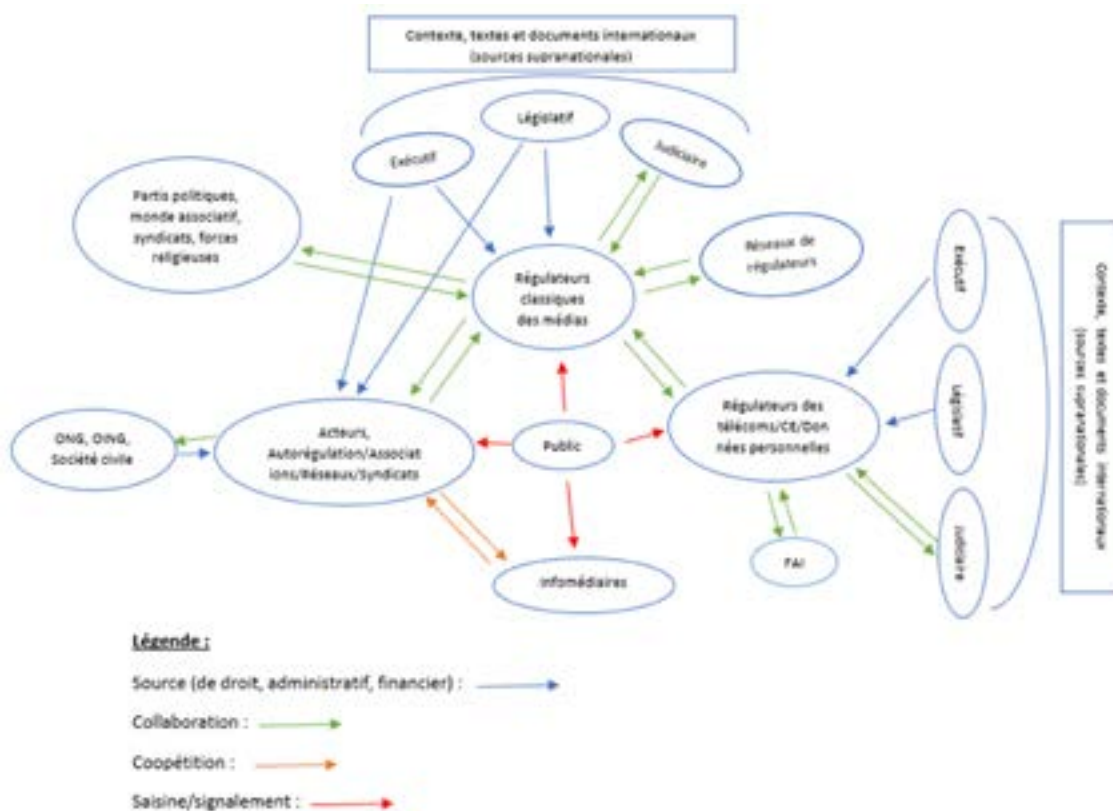 Contexte, textes et documents internationaux
(sources supranationales)
Législatif
Exécutif
Judiciaire
Partis politiques,
monde associatif,
syndicats, forces
religieuses
Réseaux de
régulateurs
Régulateurs
classiques
des médias
Exécutif
Législatif
Judiciaire
Contexte, textes et documents internationaux
(sources supranationales)
ONG, OING,
Société civile
Acteurs,
Autorégulation/Associat
ions/Réseaux/Syndicats
Public
Régulateurs des
télécoms/CE/Don
nées personnelles
Infomédiaires
FAI
Légende :
Source (de droit, administratif, financier) :
Collaboration :
Coopétition :
Saisine/signalement :